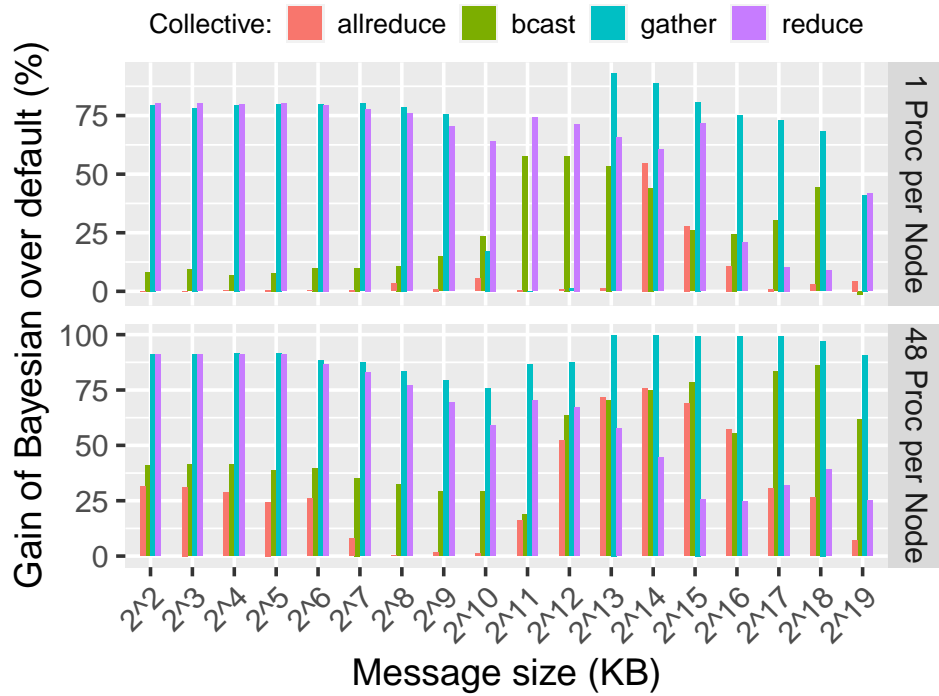 Collective: allreduce bcast gather reduce
Gain of Bayesian over default (%)
75
50
25
0
1 Proc per Node
100
75
50
25
0
48 Proc per Node
2^2 2^3 2^4 2^5 2^6 2^7 2^8 2^9 2^10 2^11 2^12 2^13 2^14 2^15 2^16 2^17 2^18 2^19
Message size (KB)